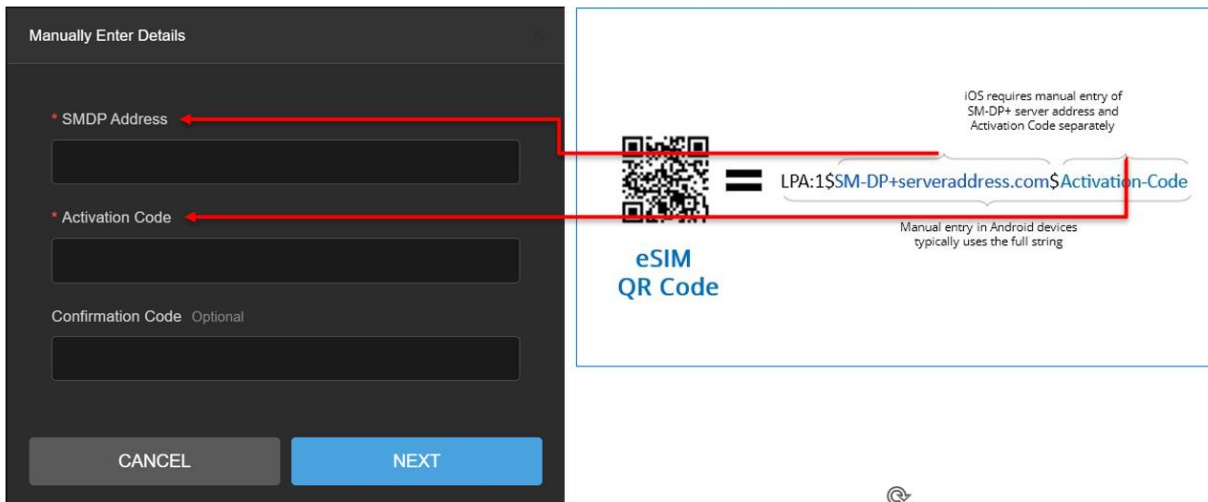 Manually Enter Details
* SMDP Address
* Activation Code
Confirmation Code Optional
CANCEL
NEXT
iOS requires manual entry of
SM-DP+ server address and
Activation Code separately
LPA:1$SM-DP+serveraddress.com$Activation-Code
Manual entry in Android devices
typically uses the full string
eSIM
QR Code